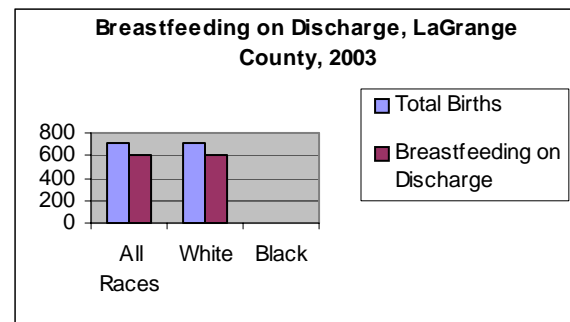 Breastfeeding on Discharge, LaGrange
County, 2003
Total Births
Breastfeeding on
Discharge
800
600
400
200
0
All
Races
White
Black